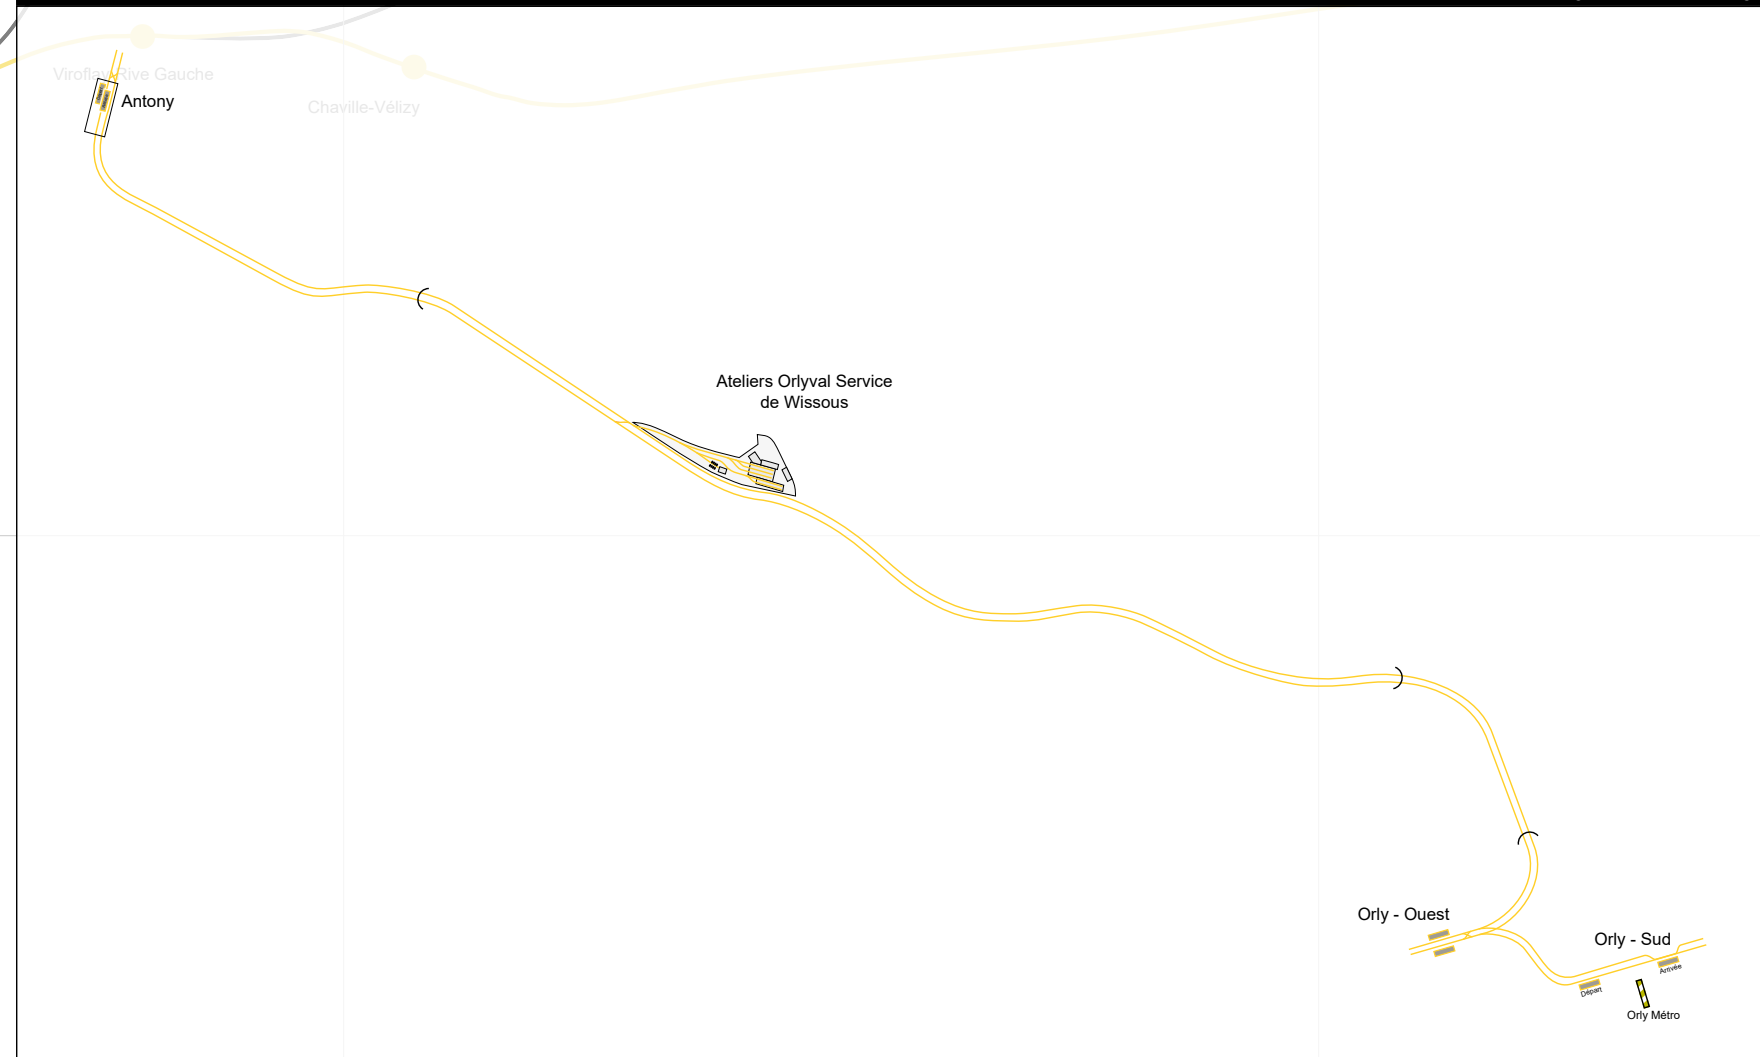 Viroflay Rive Gauche
Antony
Chaville-Vélizy
Ateliers Orlyval Service
de Wissous
Orly - Ouest
Orly - Sud
Arrivée
Départ
Orly Métro